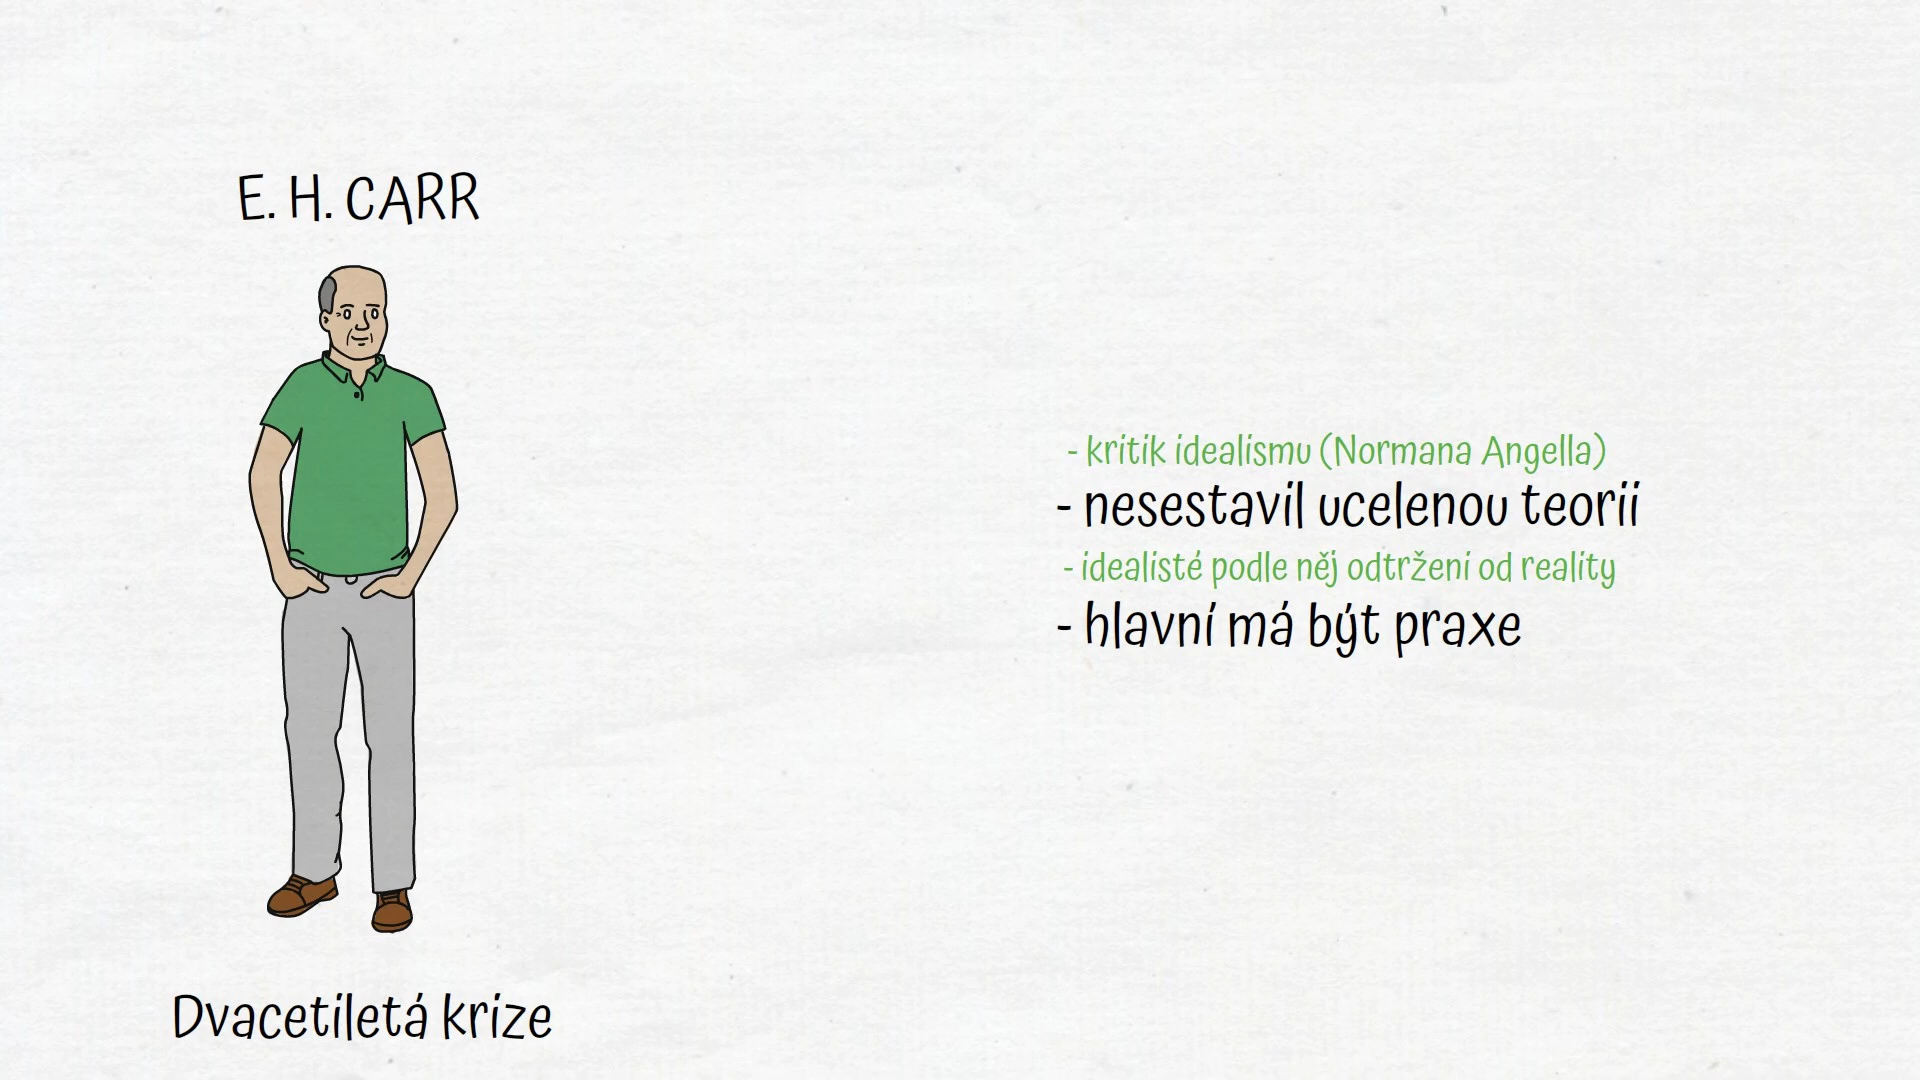 E. H. CARR
- kritik idealismu (Normana Angella)
- nesestavil ucelenou teorii
- idealisté podle něj odtrženi od reality
- hlavní má být praxe
Dvacetiletá krize